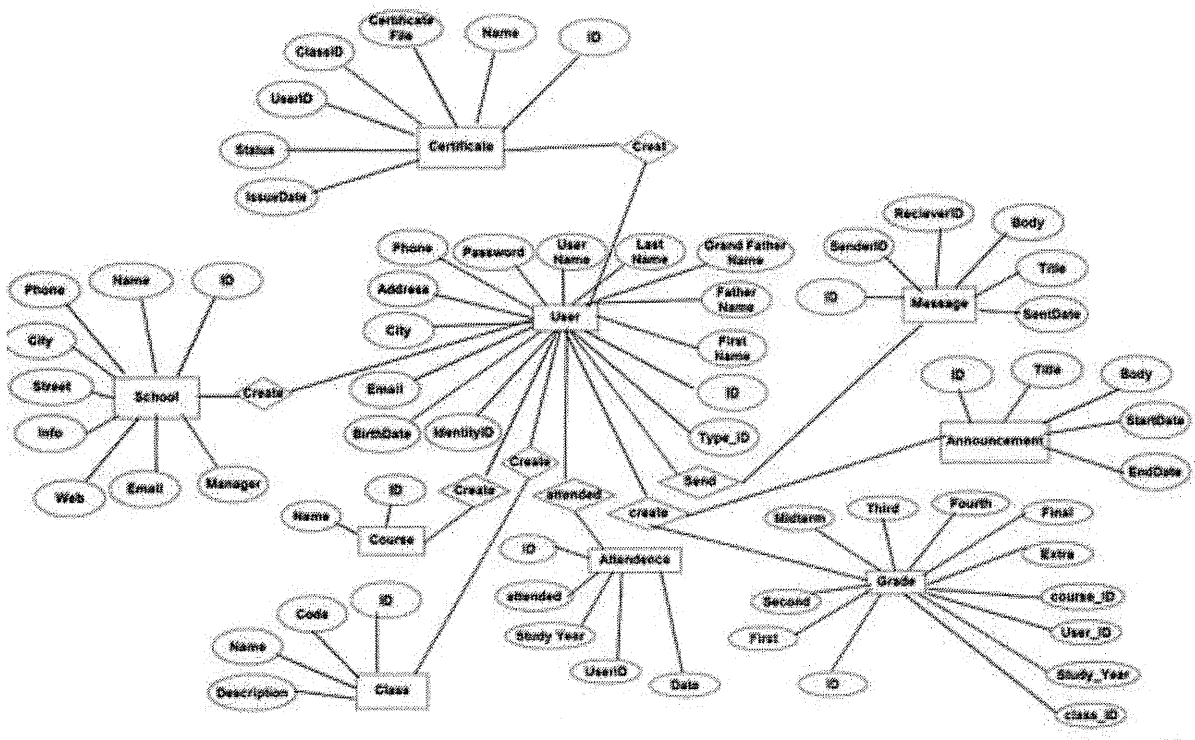 Certificate
File
Name
ID
ClassID
UserID
Status
IssueDate
Certificate
Creat
Phone
Password
User
Name
Last
Name
Grand Father
Name
Address
Father
Name
City
User
First
Name
Email
ID
BirthDate
IdentityID
Type_ID
RecieverID
Body
SenderID
Title
ID
Message
SentDate
Phone
Name
ID
City
Street
School
Create
Info
Web
Email
Manager
ID
Title
Body
StartDate
Announcement
EndDate
Create
Create
attended
Send
create
ID
Name
Course
ID
Attendence
attended
Study Year
UserID
Midterm
Third
Fourth
Final
Extra
Grade
Second
course_ID
First
User_ID
ID
Study_Year
class_ID
ID
Code
Name
Description
Class